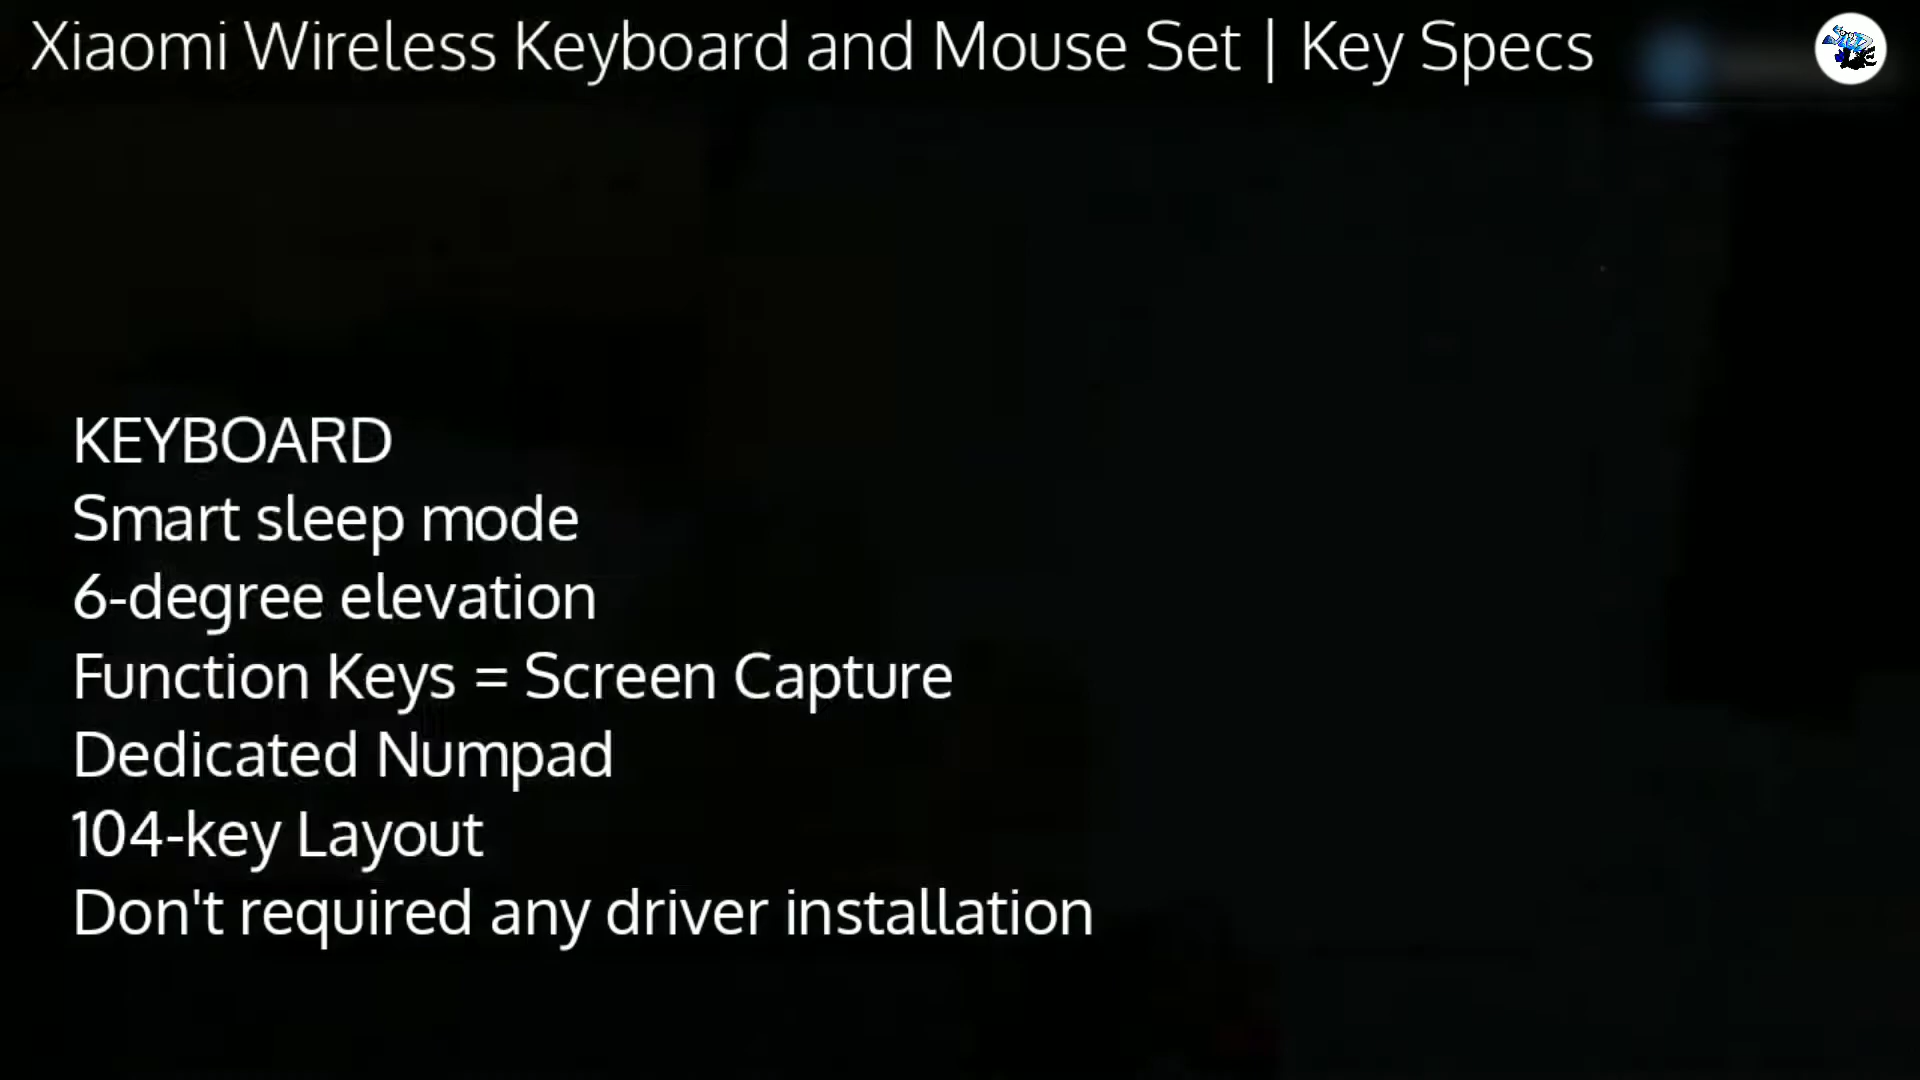 Xiaomi Wireless Keyboard and Mouse Set | Key Specs
KEYBOARD
Smart sleep mode
6-degree elevation
Function Keys = Screen Capture
Dedicated Numpad
104-key Layout
Don't required any driver installation